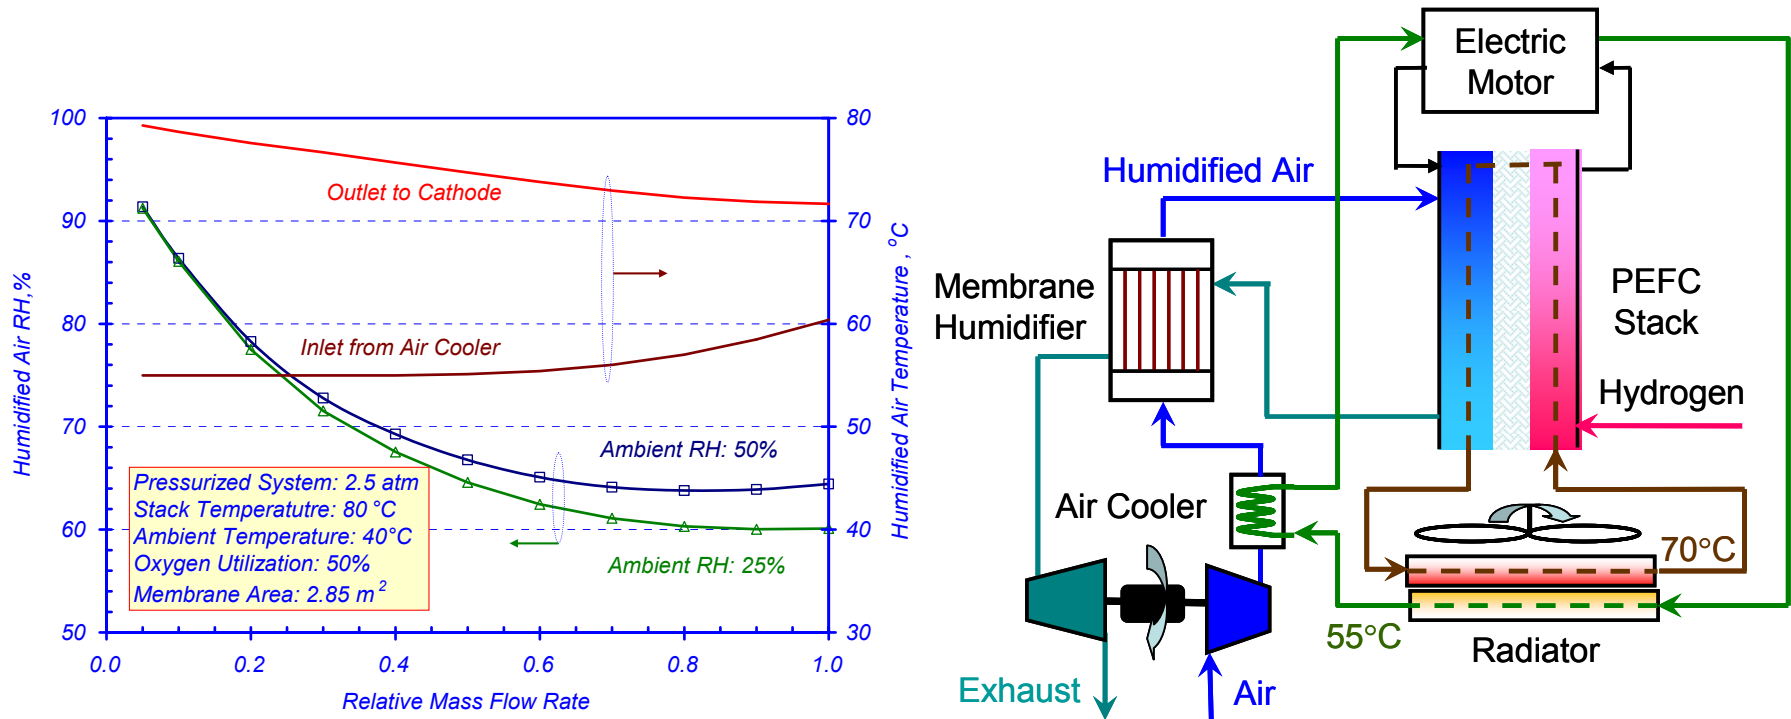 100
90
80
70
60
50
Humidified Air RH,%
80
70
60
50
40
30
Humidified Air Temperature , °C
0.0
0.2
0.4
0.6
0.8
1.0
Relative Mass Flow Rate
Outlet to Cathode
Inlet from Air Cooler
Ambient RH: 50%
Ambient RH: 25%
Pressurized System: 2.5 atm
Stack Temperatutre: 80 °C
Ambient Temperature: 40°C
Oxygen Utilization: 50%
Membrane Area: 2.85 m²
Electric
Motor
Humidified Air
Membrane
Humidifier
PEFC
Stack
Hydrogen
Air Cooler
70°C
55°C
Radiator
Exhaust
Air